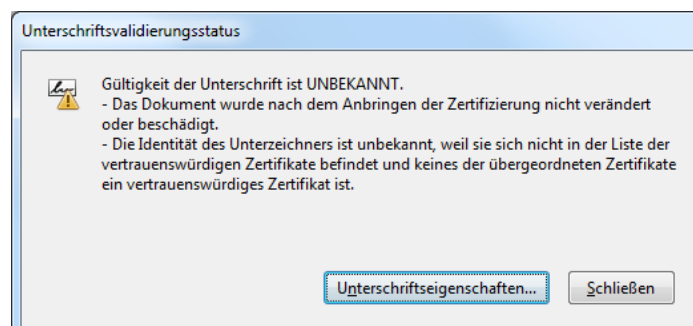 Unterschriftsvalidierungsstatus
Gültigkeit der Unterschrift ist UNBEKANNT.
- Das Dokument wurde nach dem Anbringen der Zertifizierung nicht verändert
oder beschädigt.
- Die Identität des Unterzeichners ist unbekannt, weil sie sich nicht in der Liste der
vertrauenswürdigen Zertifikate befindet und keines der übergeordneten Zertifikate
ein vertrauenswürdiges Zertifikat ist.
Unterschriftseigenschaften... Schließen